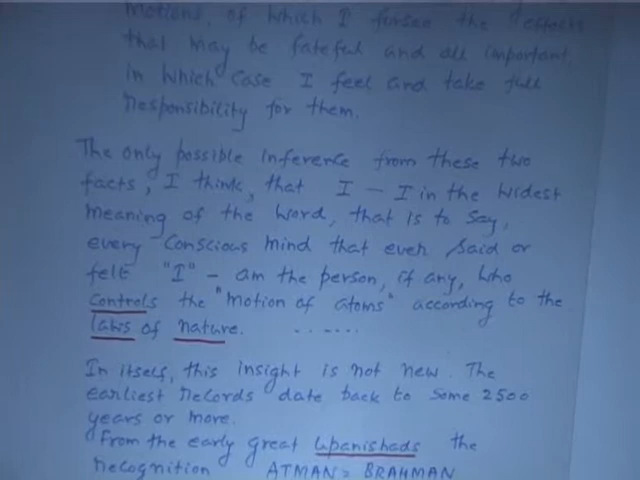 motions, of which I forsee the effects
that may be fateful and all important,
in which case I feel and take full
Responsibility for them.
The only possible inference from these two
facts, I think, that I — I in the widest
meaning of the word, that is to say,
every conscious mind that ever said or
felt "I" - am the person, if any, who
controls the "motion of atoms" according to the
laws of nature. .......
In itself, this insight is not new. The
earliest records date back to some 2500
years or more.
From the early great Upanishads the
Recognition ATMAN = BRAHMAN